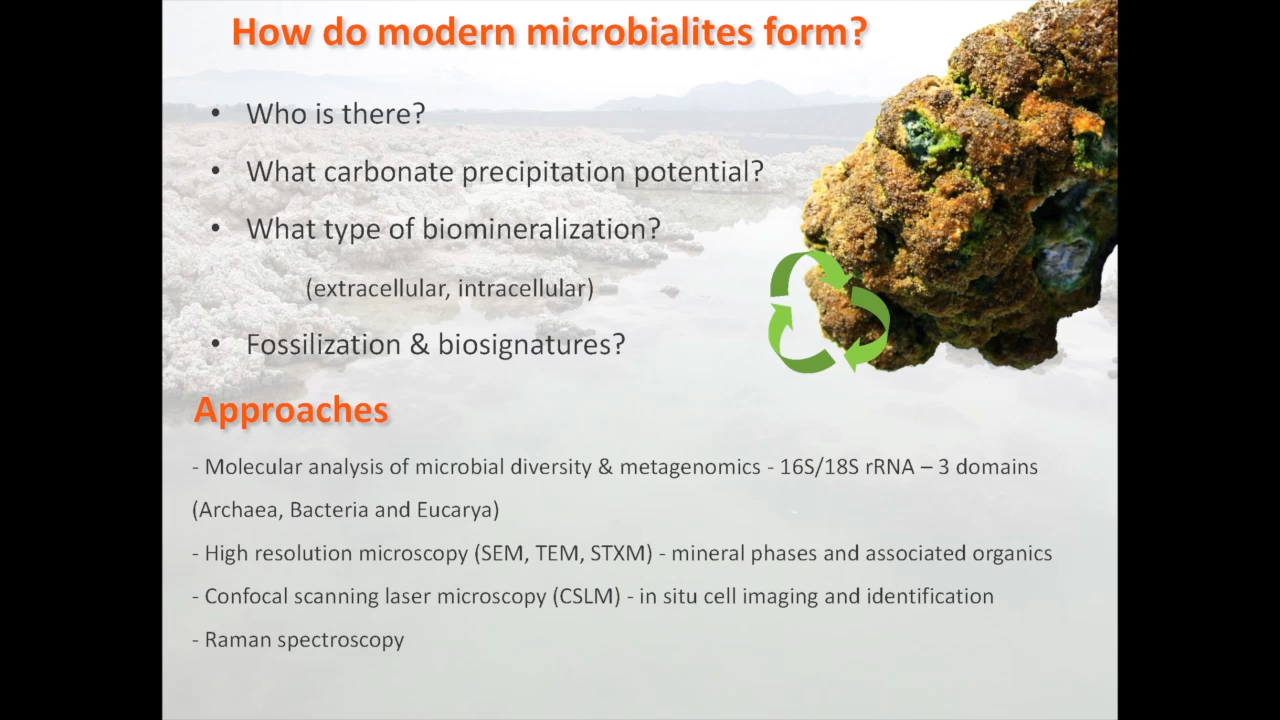 How do modern microbialites form?
• Who is there?
• What carbonate precipitation potential?
• What type of biomineralization?
(extracellular, intracellular)
• Fossilization & biosignatures?
Approaches
- Molecular analysis of microbial diversity & metagenomics - 16S/18S rRNA – 3 domains
(Archaea, Bacteria and Eucarya)
- High resolution microscopy (SEM, TEM, STXM) - mineral phases and associated organics
- Confocal scanning laser microscopy (CSLM) - in situ cell imaging and identification
- Raman spectroscopy